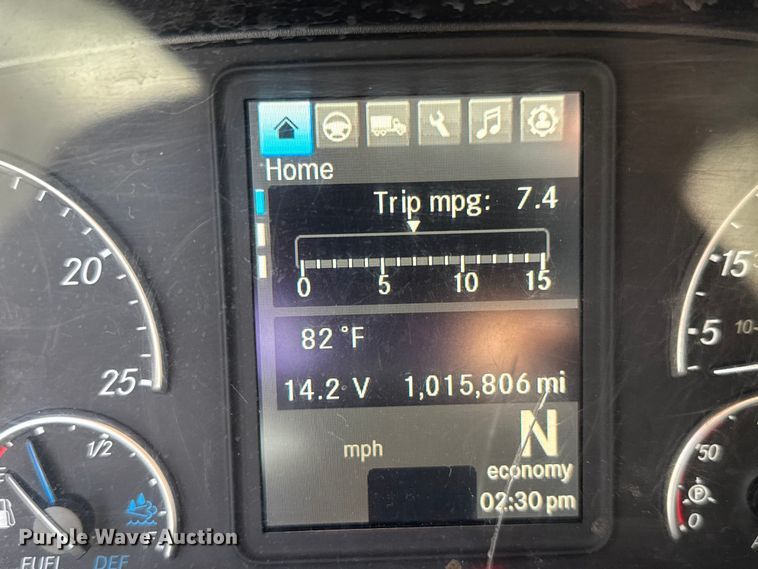 Home
Trip mpg: 7.4
0 5 10 15
82 °F
14.2 V 1,015,806 mi
mph
N
economy
02:30 pm
20
25
1/2
FUEL DEF
15
5
10-
50
P
0
Purple Wave Auction